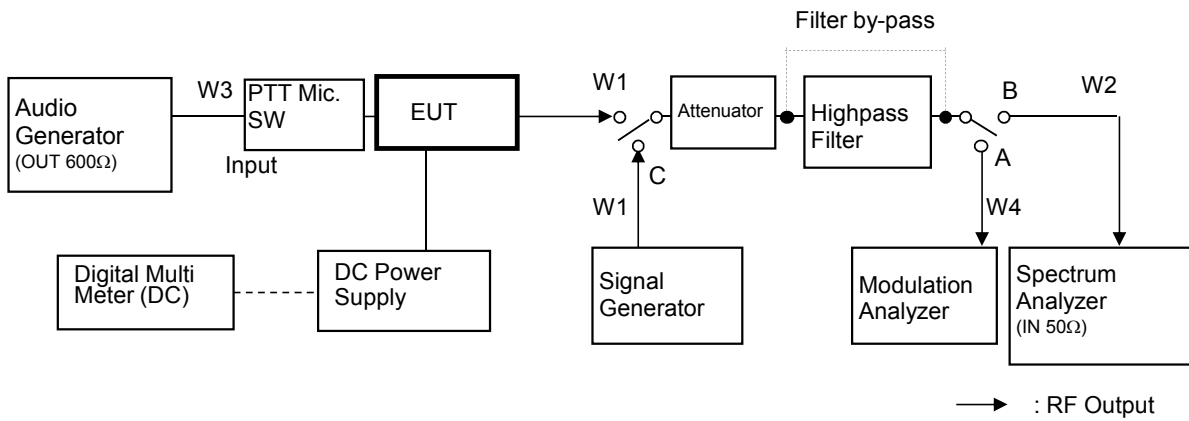 Filter by-pass
Audio
Generator
(OUT 600Ω)
W3
PTT Mic.
SW
Input
EUT
W1
C
W1
Attenuator
Highpass
Filter
B
A
W2
W4
Digital Multi
Meter (DC)
DC Power
Supply
Signal
Generator
Modulation
Analyzer
Spectrum
Analyzer
(IN 50Ω)
: RF Output